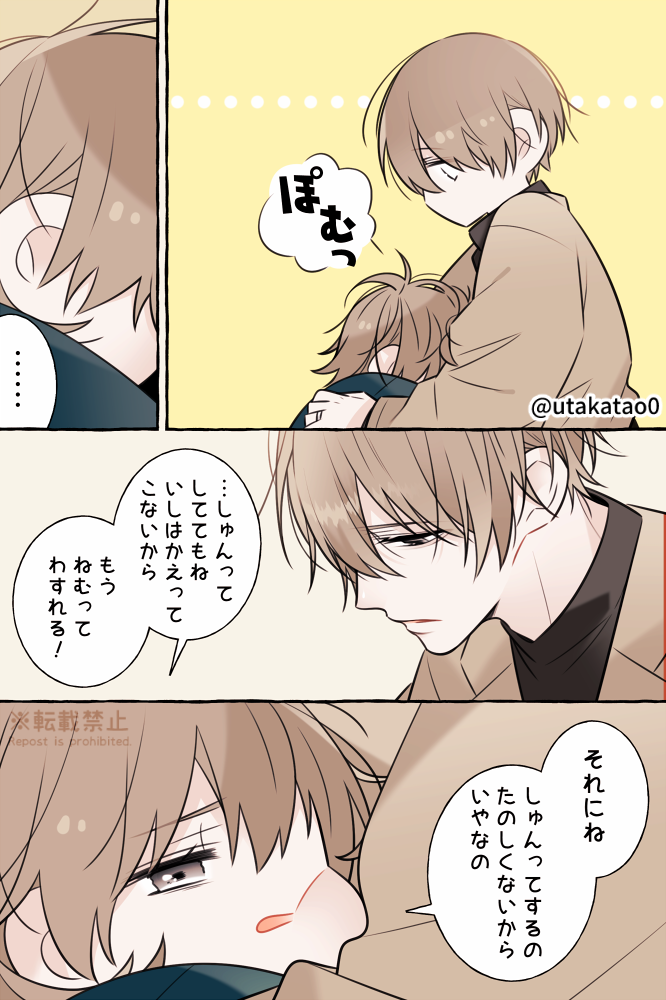 ぽむっ
@utakatao0
……
…しゅんって
しててもね
いしはかえって
こないから
もう
ねむって
わすれる!
※転載禁止
Repost is prohibited.
それにね
しゅんってするの
たのしくないから
いやなの